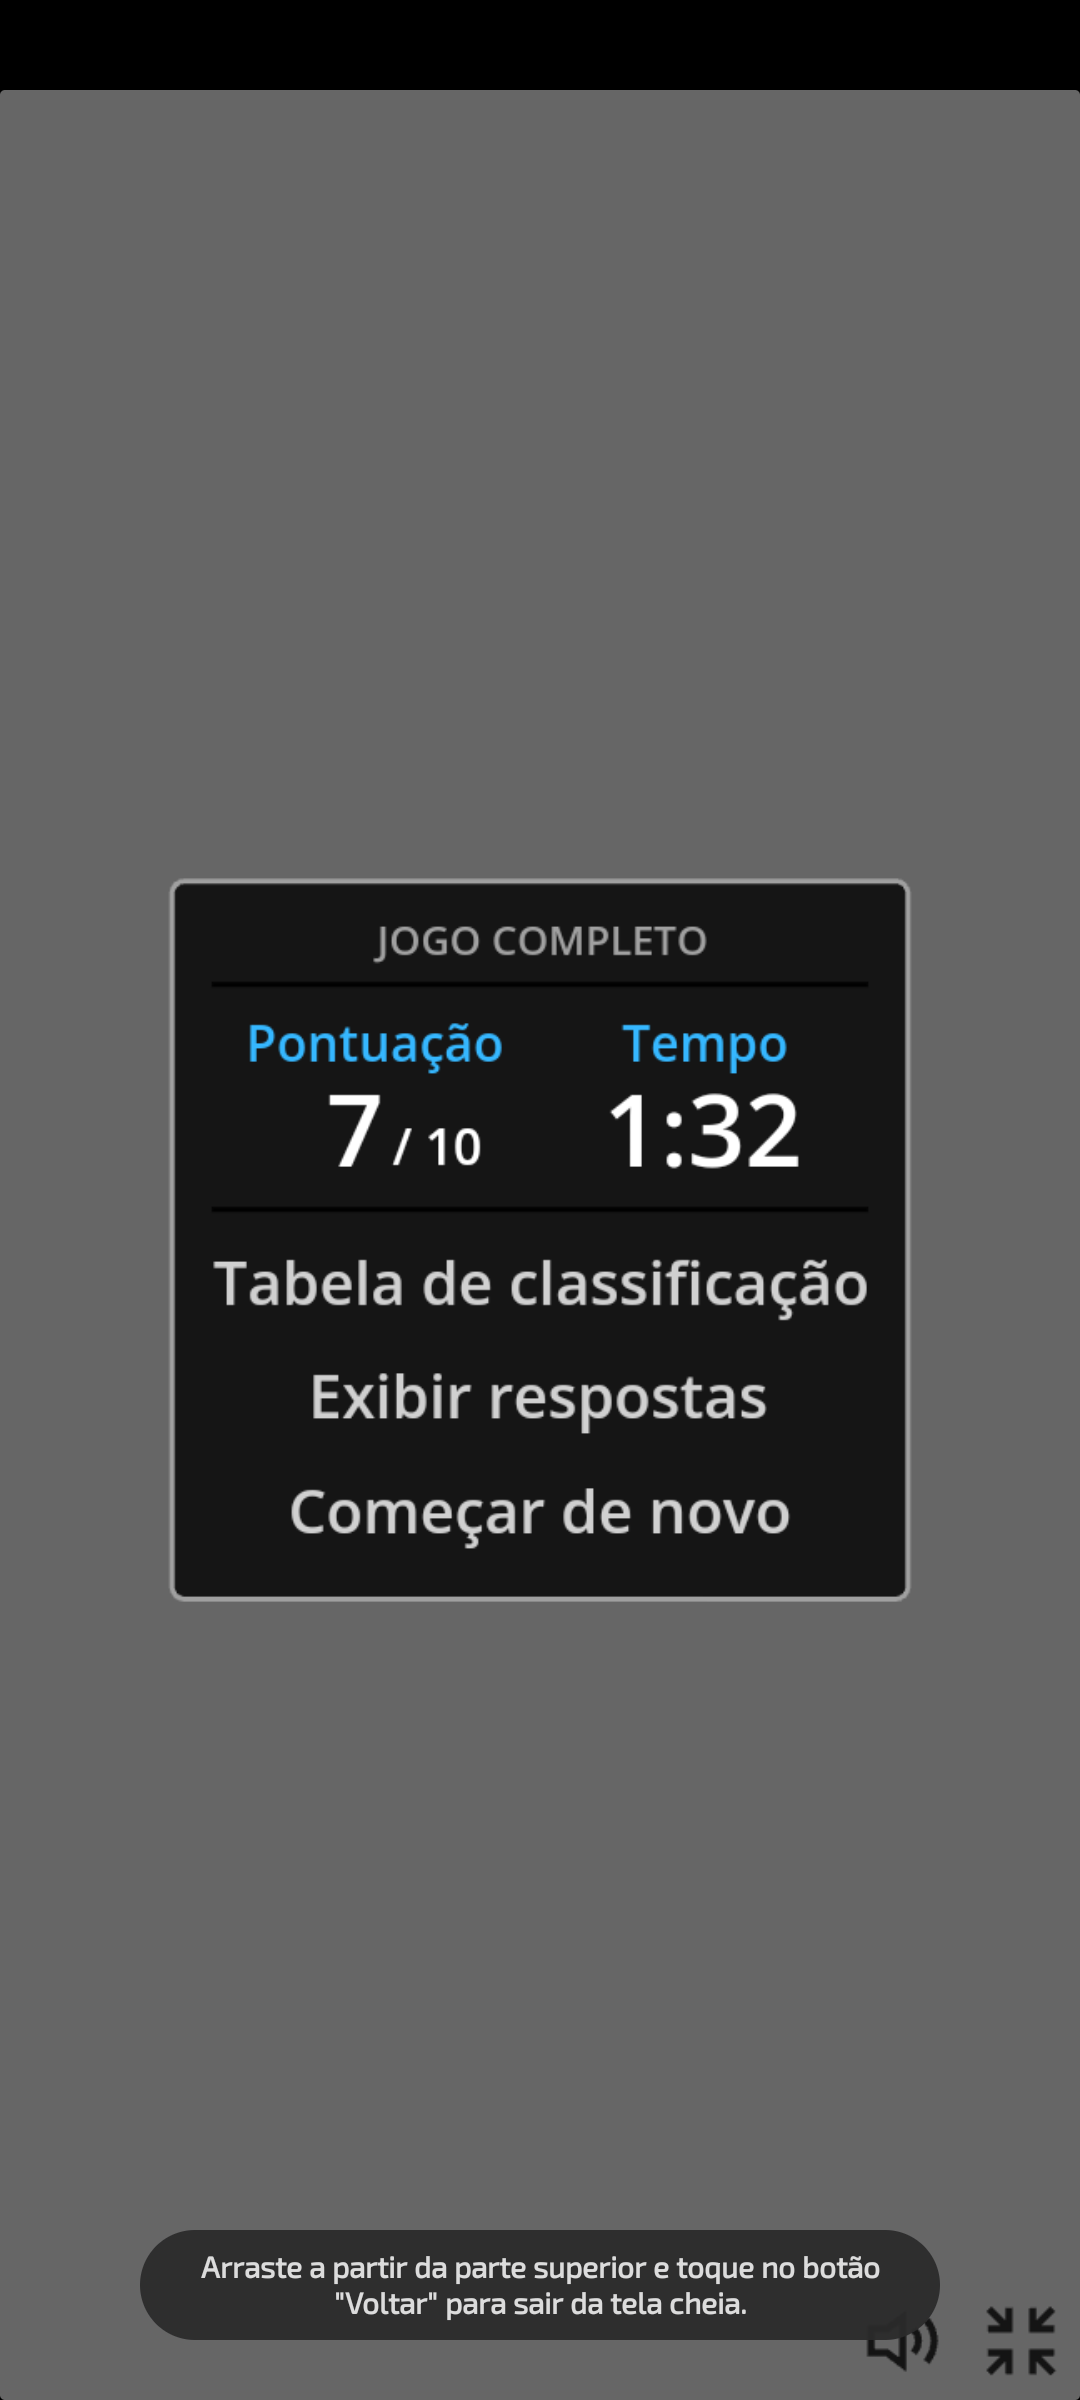 JOGO COMPLETO
Pontuação Tempo
7 / 10 1:32
Tabela de classificação
Exibir respostas
Começar de novo
Arraste a partir da parte superior e toque no botão
"Voltar" para sair da tela cheia.